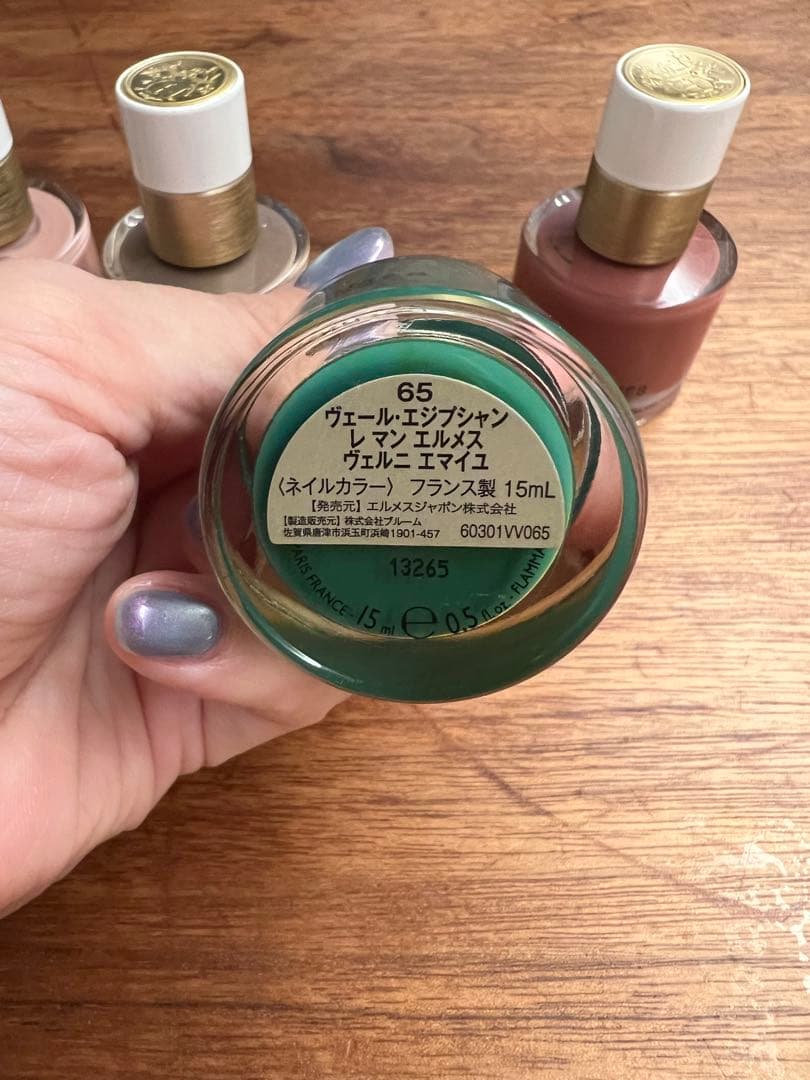 65
ヴェール・エジプシャン
レ マン エルメス
ヴェルニ エマイユ
〈ネイルカラー〉 フランス製 15mL
【発売元】エルメスジャポン株式会社
【製造販売元】株式会社ブルーム
佐賀県唐津市浜玉町浜崎1901-457 60301VV065
13265
PARIS FRANCE - 15 ml ℮ 0,5 fl.oz - FLAMMA